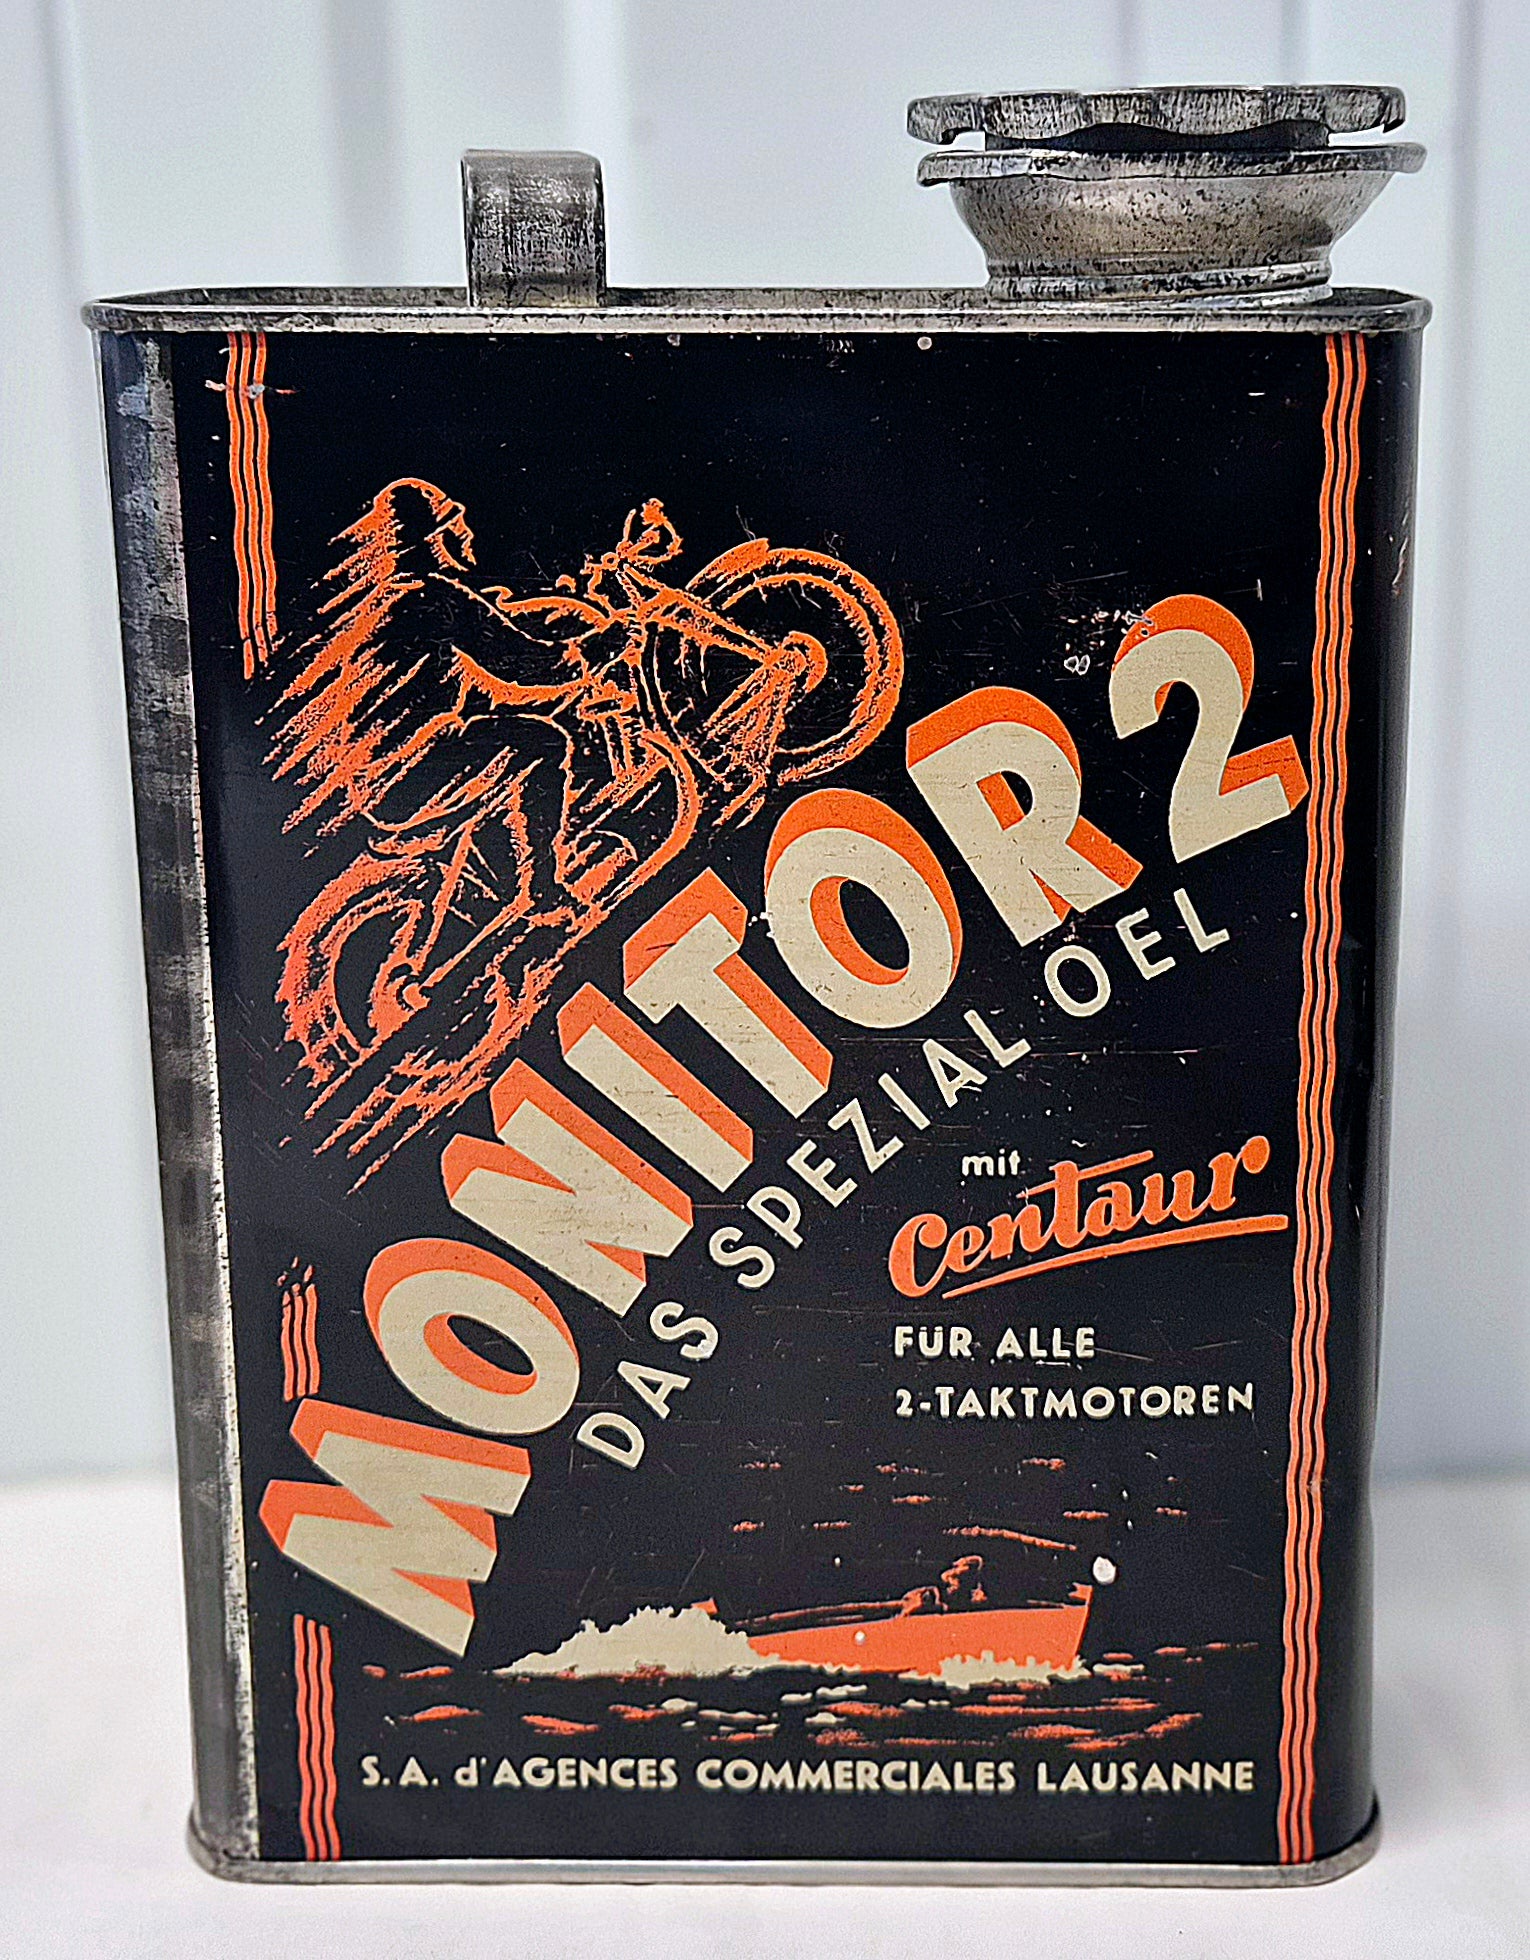 MONITOR 2
DAS SPEZIAL OEL
mit
Centaur
FÜR ALLE
2-TAKTMOTOREN
S.A. d'AGENCES COMMERCIALES LAUSANNE